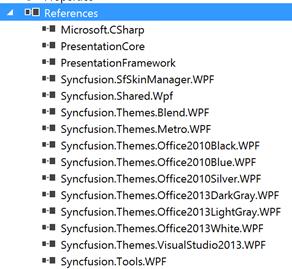 References
Microsoft.CSharp
PresentationCore
PresentationFramework
Syncfusion.SfSkinManager.WPF
Syncfusion.Shared.Wpf
Syncfusion.Themes.Blend.WPF
Syncfusion.Themes.Metro.WPF
Syncfusion.Themes.Office2010Black.WPF
Syncfusion.Themes.Office2010Blue.WPF
Syncfusion.Themes.Office2010Silver.WPF
Syncfusion.Themes.Office2013DarkGray.WPF
Syncfusion.Themes.Office2013LightGray.WPF
Syncfusion.Themes.Office2013White.WPF
Syncfusion.Themes.VisualStudio2013.WPF
Syncfusion.Tools.WPF